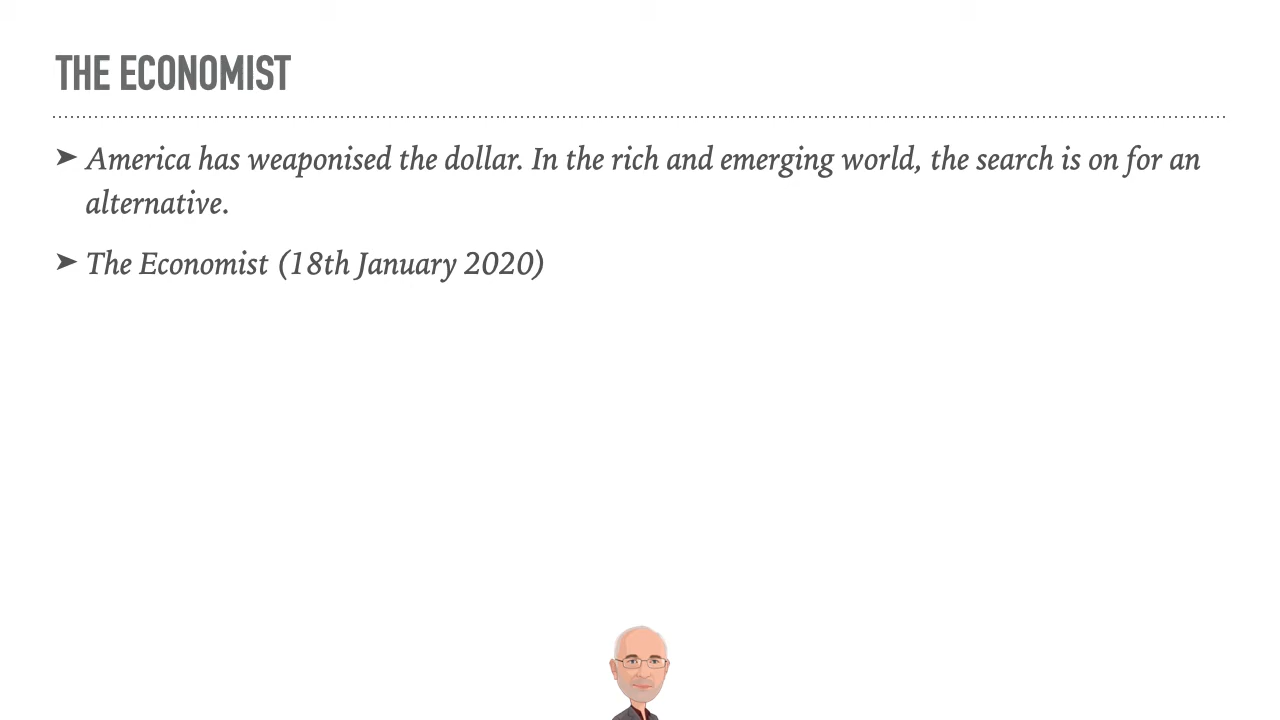 THE ECONOMIST
➤ America has weaponised the dollar. In the rich and emerging world, the search is on for an
alternative.
➤ The Economist (18th January 2020)